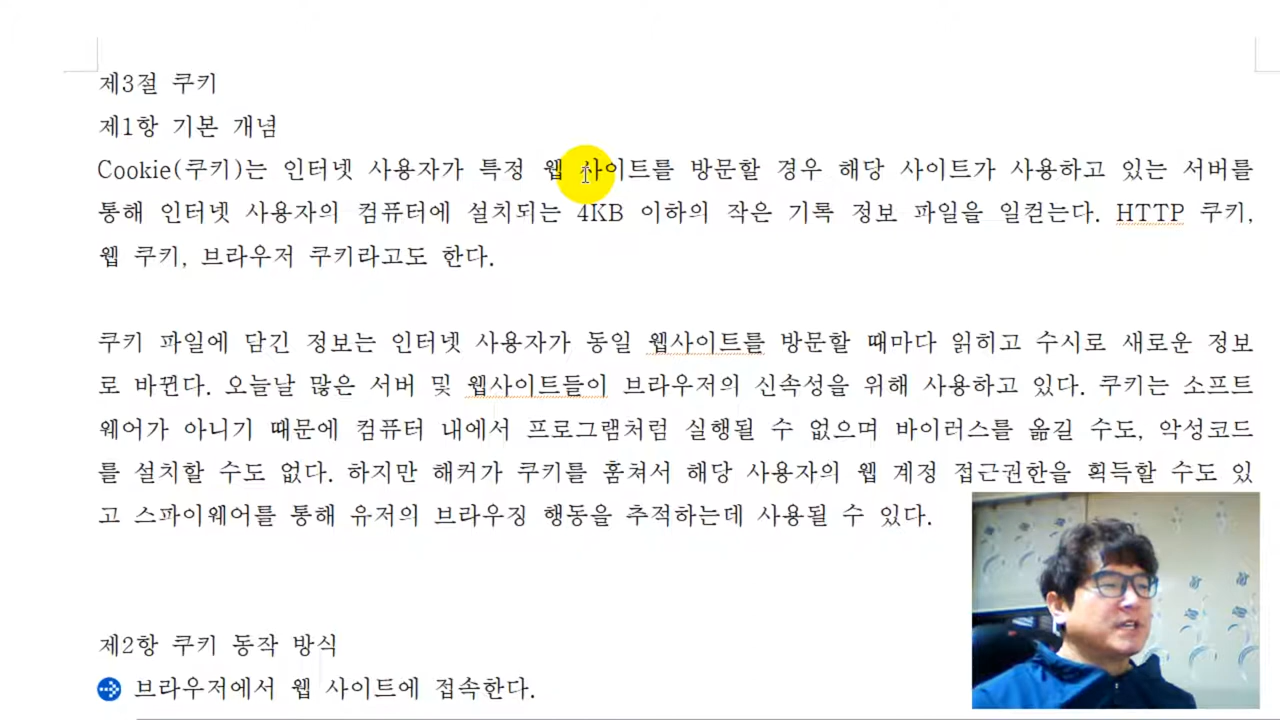 제3절 쿠키
제1항 기본 개념
Cookie(쿠키)는 인터넷 사용자가 특정 웹 사이트를 방문할 경우 해당 사이트가 사용하고 있는 서버를
통해 인터넷 사용자의 컴퓨터에 설치되는 4KB 이하의 작은 기록 정보 파일을 일컫는다. HTTP 쿠키,
웹 쿠키, 브라우저 쿠키라고도 한다.
쿠키 파일에 담긴 정보는 인터넷 사용자가 동일 웹사이트를 방문할 때마다 읽히고 수시로 새로운 정보
로 바뀐다. 오늘날 많은 서버 및 웹사이트들이 브라우저의 신속성을 위해 사용하고 있다. 쿠키는 소프트
웨어가 아니기 때문에 컴퓨터 내에서 프로그램처럼 실행될 수 없으며 바이러스를 옮길 수도, 악성코드
를 설치할 수도 없다. 하지만 해커가 쿠키를 훔쳐서 해당 사용자의 웹 계정 접근권한을 획득할 수도 있
고 스파이웨어를 통해 유저의 브라우징 행동을 추적하는데 사용될 수 있다.
제2항 쿠키 동작 방식
브라우저에서 웹 사이트에 접속한다.